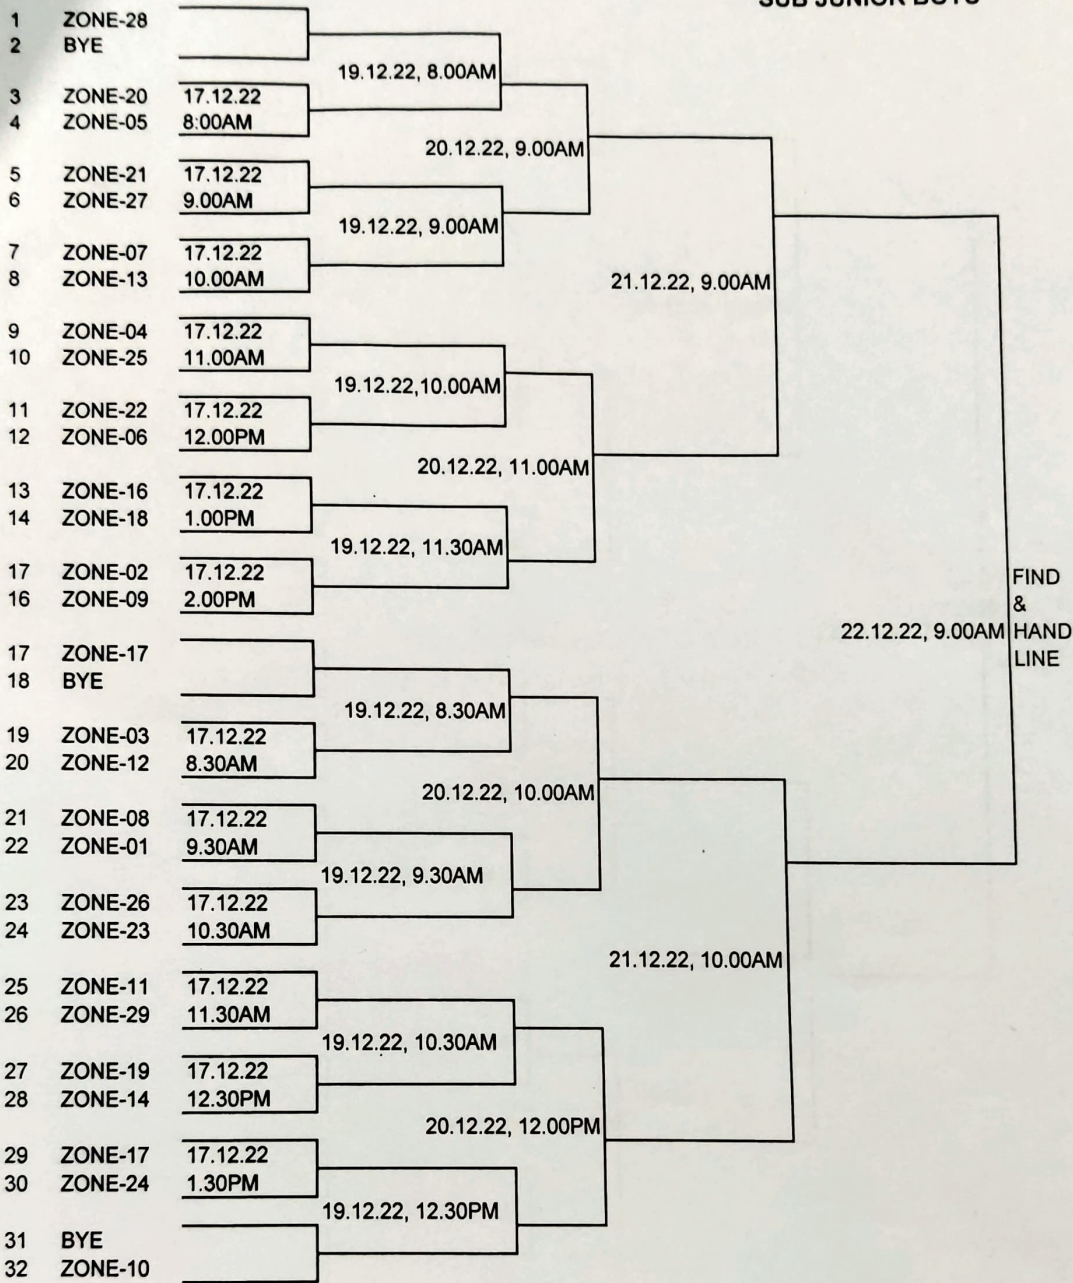 SUB JUNIOR BOYS
1 ZONE-28
2 BYE
19.12.22, 8.00AM
3 ZONE-20 17.12.22
4 ZONE-05 8:00AM
20.12.22, 9.00AM
5 ZONE-21 17.12.22
6 ZONE-27 9.00AM
19.12.22, 9.00AM
7 ZONE-07 17.12.22
8 ZONE-13 10.00AM
21.12.22, 9.00AM
9 ZONE-04 17.12.22
10 ZONE-25 11.00AM
19.12.22,10.00AM
11 ZONE-22 17.12.22
12 ZONE-06 12.00PM
20.12.22, 11.00AM
13 ZONE-16 17.12.22
14 ZONE-18 1.00PM
19.12.22, 11.30AM
17 ZONE-02 17.12.22
16 ZONE-09 2.00PM
FIND
&
22.12.22, 9.00AM HAND
LINE
17 ZONE-17
18 BYE
19.12.22, 8.30AM
19 ZONE-03 17.12.22
20 ZONE-12 8.30AM
20.12.22, 10.00AM
21 ZONE-08 17.12.22
22 ZONE-01 9.30AM
19.12.22, 9.30AM
23 ZONE-26 17.12.22
24 ZONE-23 10.30AM
21.12.22, 10.00AM
25 ZONE-11 17.12.22
26 ZONE-29 11.30AM
19.12.22, 10.30AM
27 ZONE-19 17.12.22
28 ZONE-14 12.30PM
20.12.22, 12.00PM
29 ZONE-17 17.12.22
30 ZONE-24 1.30PM
19.12.22, 12.30PM
31 BYE
32 ZONE-10